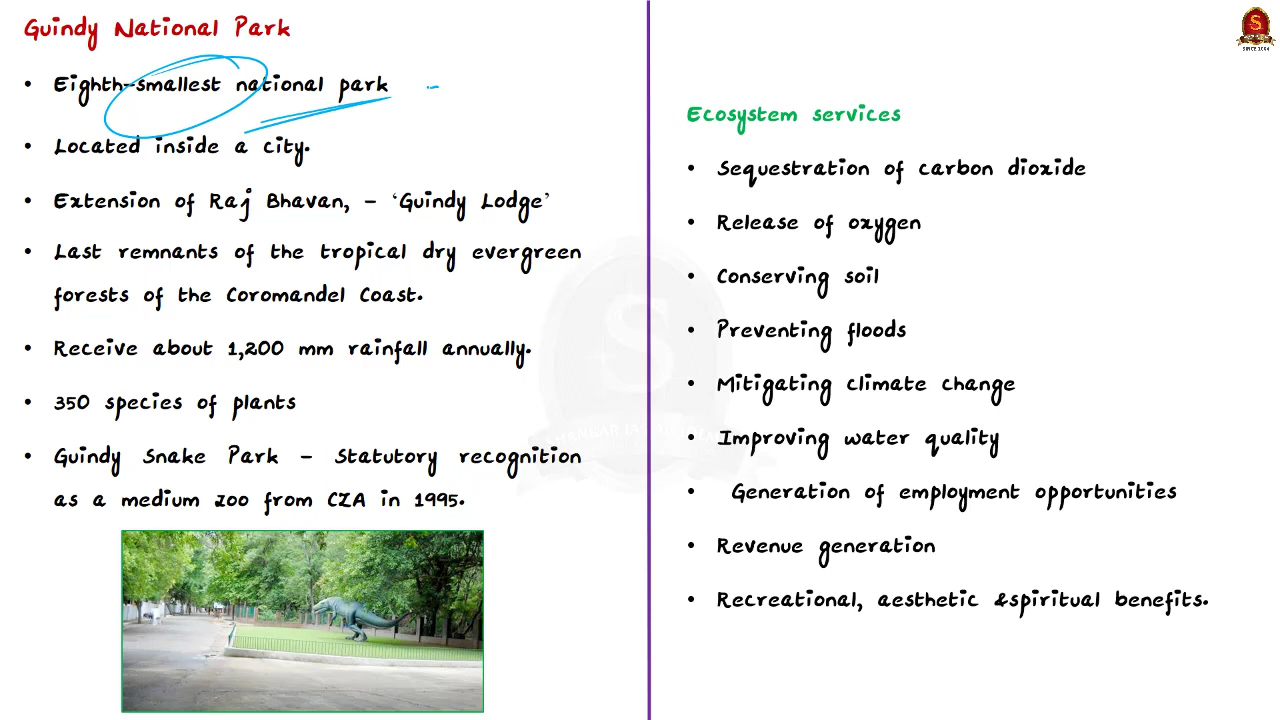 Guindy National Park
• Eighth-smallest national park
• Located inside a city.
• Extension of Raj Bhavan, – ‘Guindy Lodge’
• Last remnants of the tropical dry evergreen
forests of the Coromandel Coast.
• Receive about 1,200 mm rainfall annually.
• 350 species of plants
• Guindy Snake Park – Statutory recognition
as a medium zoo from CZA in 1995.
Ecosystem services
• Sequestration of carbon dioxide
• Release of oxygen
• Conserving soil
• Preventing floods
• Mitigating climate change
• Improving water quality
• Generation of employment opportunities
• Revenue generation
• Recreational, aesthetic &spiritual benefits.
S
SINCE 2004